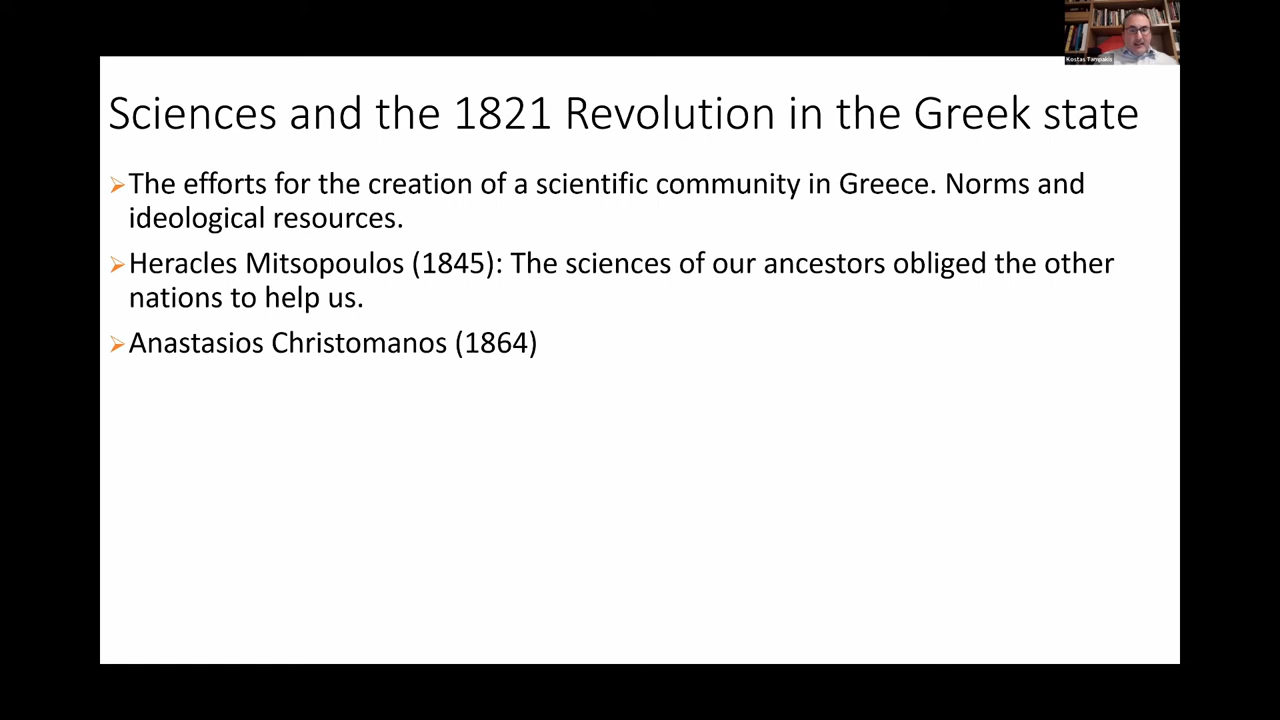 Kostas Tampakis
Sciences and the 1821 Revolution in the Greek state
➢The efforts for the creation of a scientific community in Greece. Norms and
ideological resources.
➢Heracles Mitsopoulos (1845): The sciences of our ancestors obliged the other
nations to help us.
➢Anastasios Christomanos (1864)